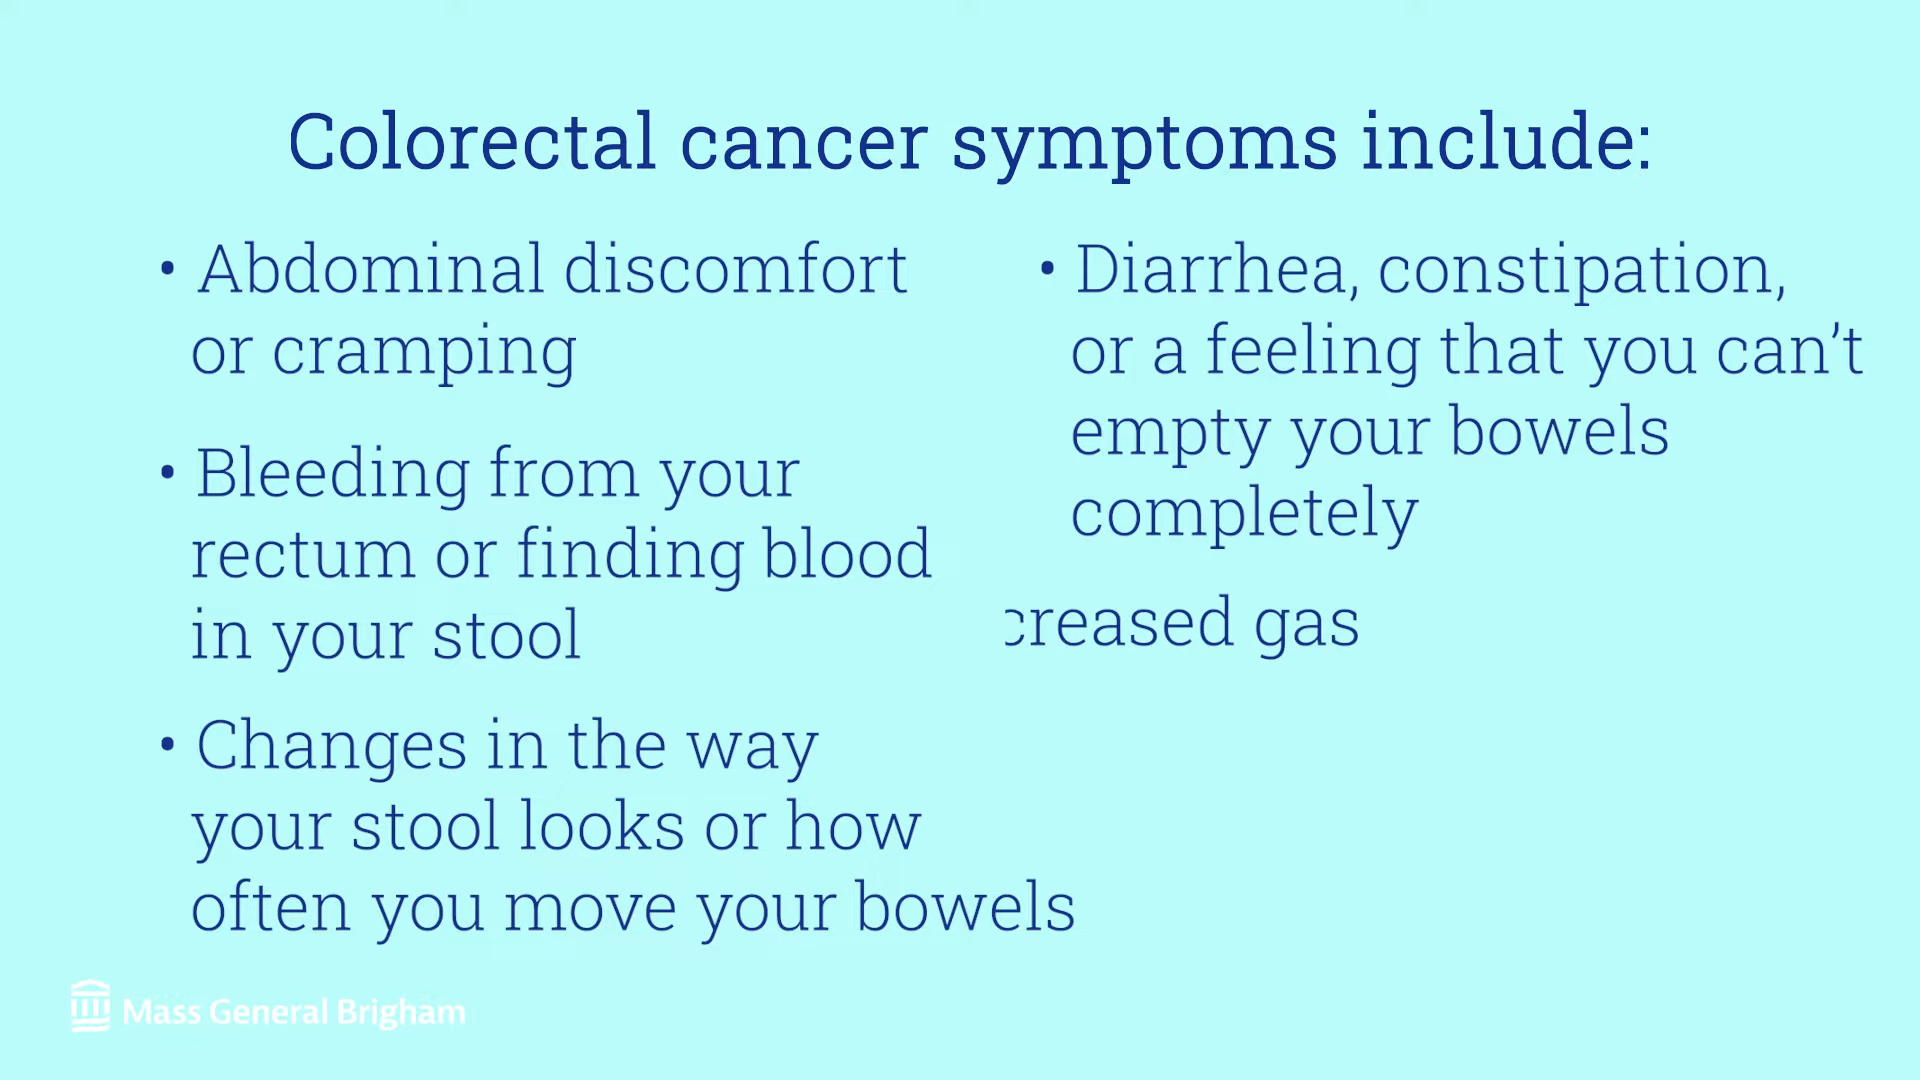 Colorectal cancer symptoms include:
• Abdominal discomfort
or cramping
• Bleeding from your
rectum or finding blood
in your stool
• Changes in the way
your stool looks or how
often you move your bowels
• Diarrhea, constipation,
or a feeling that you can’t
empty your bowels
completely
creased gas
Mass General Brigham